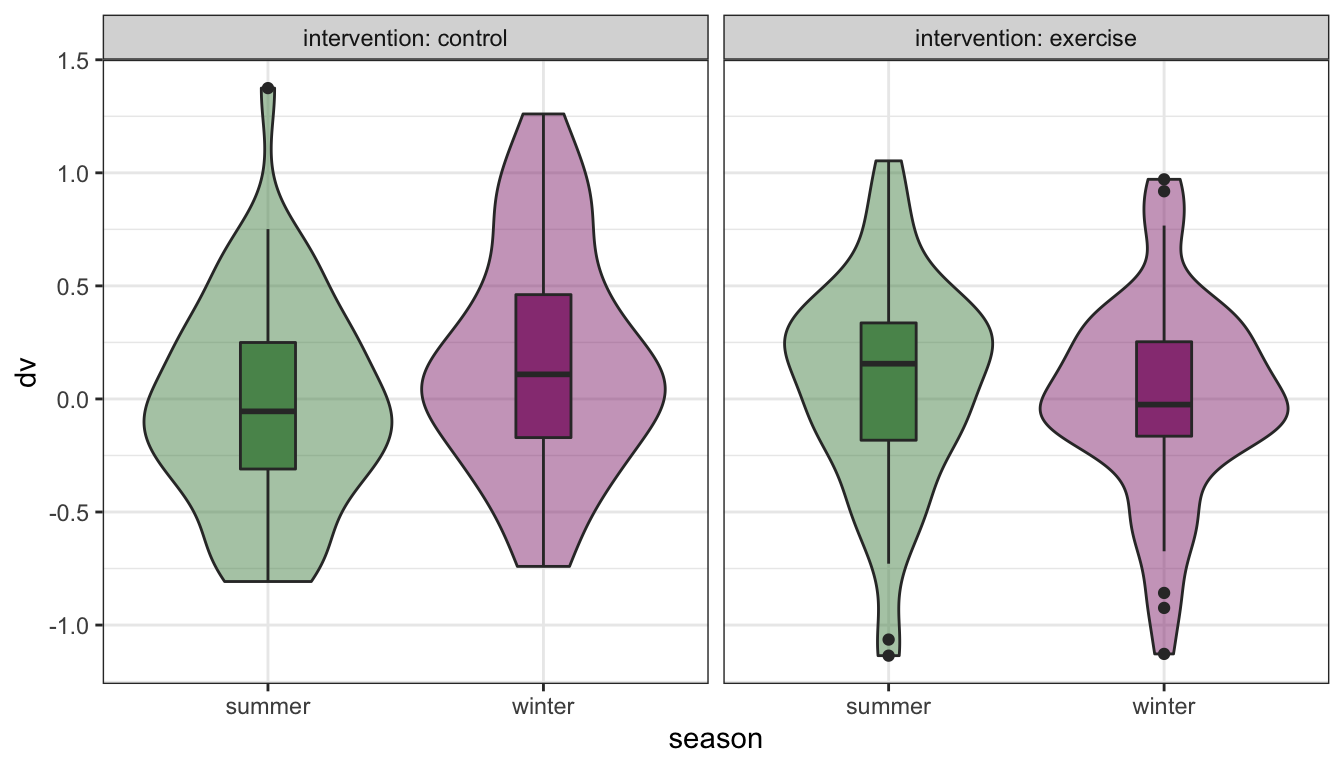 intervention: control
intervention: exercise
1.5
1.0
0.5
0.0
-0.5
-1.0
dv
summer
winter
summer
winter
season